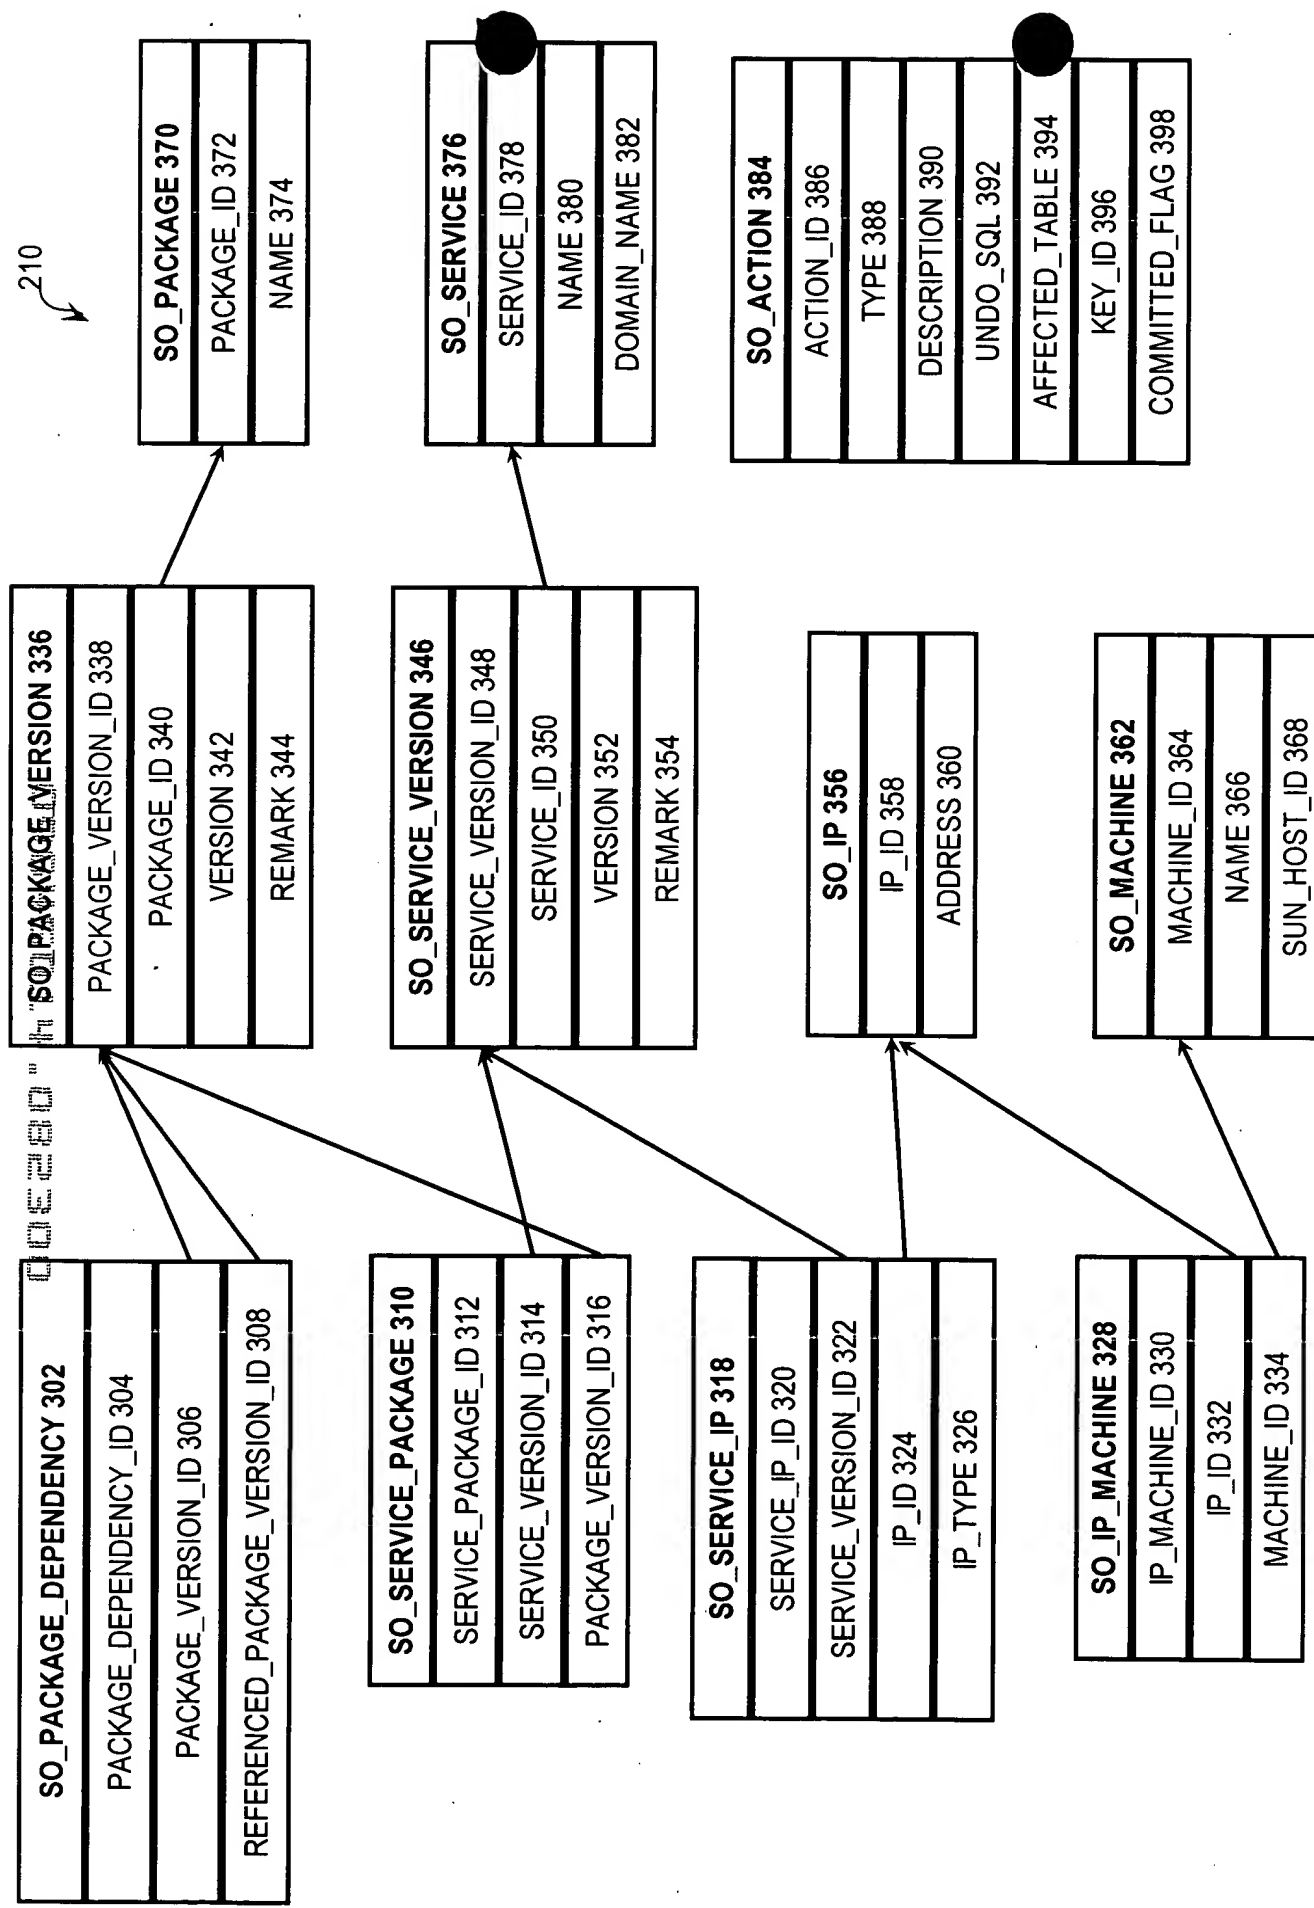 210
SO_PACKAGE_DEPENDENCY 302
PACKAGE_DEPENDENCY_ID 304
PACKAGE_VERSION_ID 306
REFERENCED_PACKAGE_VERSION_ID 308
SO_SERVICE_PACKAGE 310
SERVICE_PACKAGE_ID 312
SERVICE_VERSION_ID 314
PACKAGE_VERSION_ID 316
SO_SERVICE_IP 318
SERVICE_IP_ID 320
SERVICE_VERSION_ID 322
IP_ID 324
IP_TYPE 326
SO_IP_MACHINE 328
IP_MACHINE_ID 330
IP_ID 332
MACHINE_ID 334
SO_PACKAGE_VERSION 336
PACKAGE_VERSION_ID 338
PACKAGE_ID 340
VERSION 342
REMARK 344
SO_SERVICE_VERSION 346
SERVICE_VERSION_ID 348
SERVICE_ID 350
VERSION 352
REMARK 354
SO_IP 356
IP_ID 358
ADDRESS 360
SO_MACHINE 362
MACHINE_ID 364
NAME 366
SUN_HOST_ID 368
SO_PACKAGE 370
PACKAGE_ID 372
NAME 374
SO_SERVICE 376
SERVICE_ID 378
NAME 380
DOMAIN_NAME 382
SO_ACTION 384
ACTION_ID 386
TYPE 388
DESCRIPTION 390
UNDO_SQL 392
AFFECTED_TABLE 394
KEY_ID 396
COMMITTED_FLAG 398